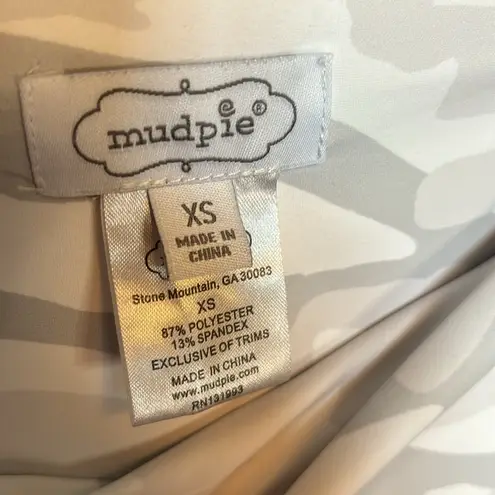 mudpie®
XS
MADE IN
CHINA
Stone Mountain, GA 30083
XS
87% POLYESTER
13% SPANDEX
EXCLUSIVE OF TRIMS
MADE IN CHINA
www.mudpie.com
RN131993